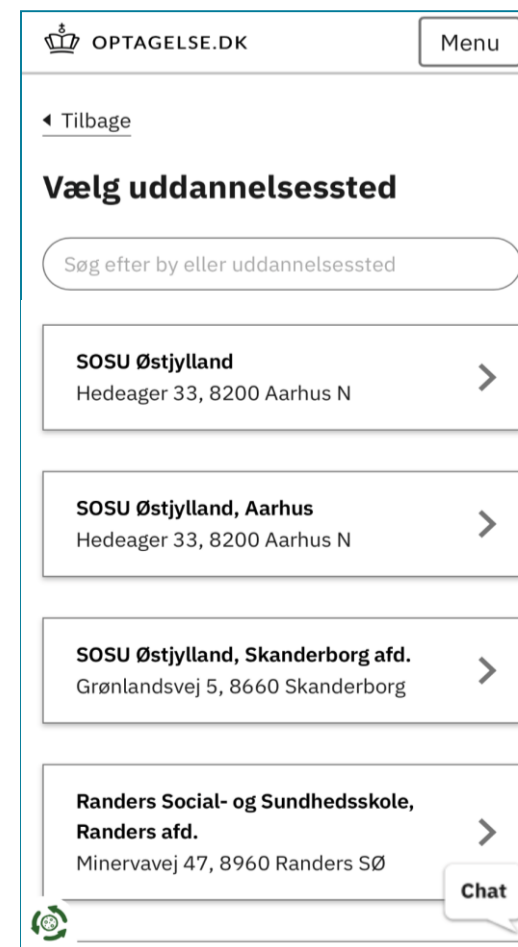 OPTAGELSE.DK
Menu
Tilbage
Vælg uddannelsessted
Søg efter by eller uddannelsessted
SOSU Østjylland
Hedeager 33, 8200 Aarhus N
SOSU Østjylland, Aarhus
Hedeager 33, 8200 Aarhus N
SOSU Østjylland, Skanderborg afd.
Grønlandsvej 5, 8660 Skanderborg
Randers Social- og Sundhedsskole,
Randers afd.
Minervavej 47, 8960 Randers SØ
Chat